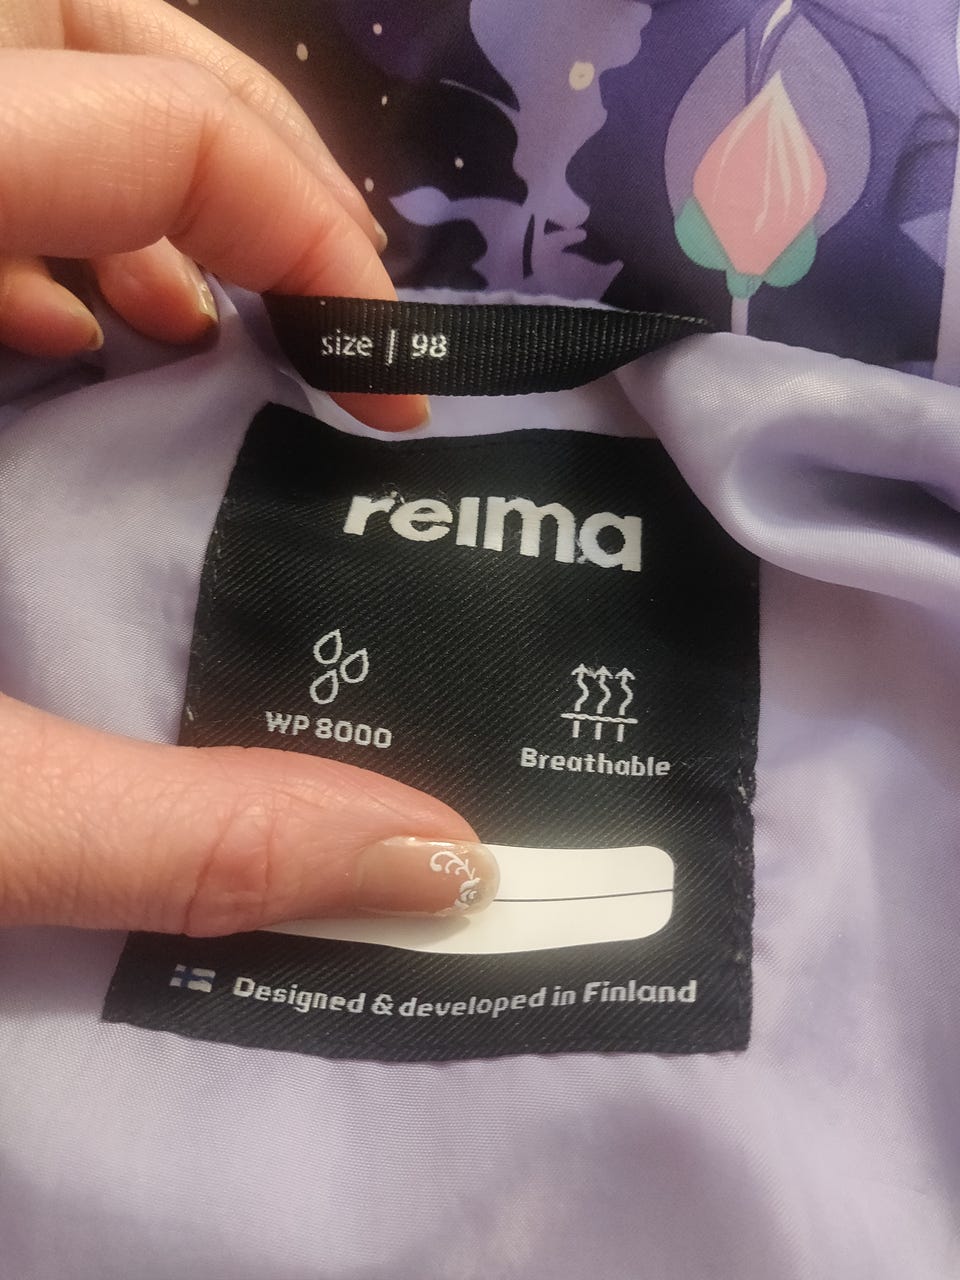 size | 98
reima
WP 8000
Breathable
Designed & developed in Finland